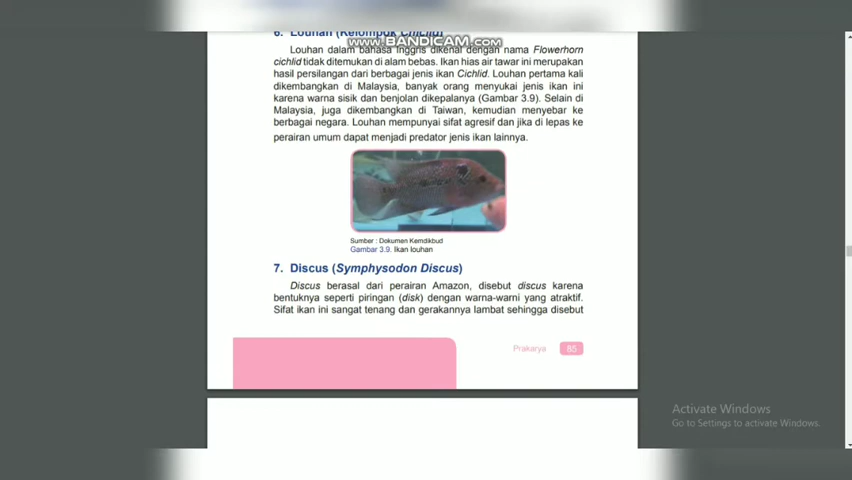 6. Louhan (Kelompok Chiclid)
www.BANDICAM.com
Louhan dalam bahasa Inggris dikenal dengan nama Flowerhorn
cichlid tidak ditemukan di alam bebas. Ikan hias air tawar ini merupakan
hasil persilangan dari berbagai jenis ikan Cichlid. Louhan pertama kali
dikembangkan di Malaysia, banyak orang menyukai jenis ikan ini
karena warna sisik dan benjolan dikepalanya (Gambar 3.9). Selain di
Malaysia, juga dikembangkan di Taiwan, kemudian menyebar ke
berbagai negara. Louhan mempunyai sifat agresif dan jika di lepas ke
perairan umum dapat menjadi predator jenis ikan lainnya.
Sumber : Dokumen Kemdikbud
Gambar 3.9. Ikan louhan
7. Discus (Symphysodon Discus)
Discus berasal dari perairan Amazon, disebut discus karena
bentuknya seperti piringan (disk) dengan warna-warni yang atraktif.
Sifat ikan ini sangat tenang dan gerakannya lambat sehingga disebut
Prakarya 85
Activate Windows
Go to Settings to activate Windows.